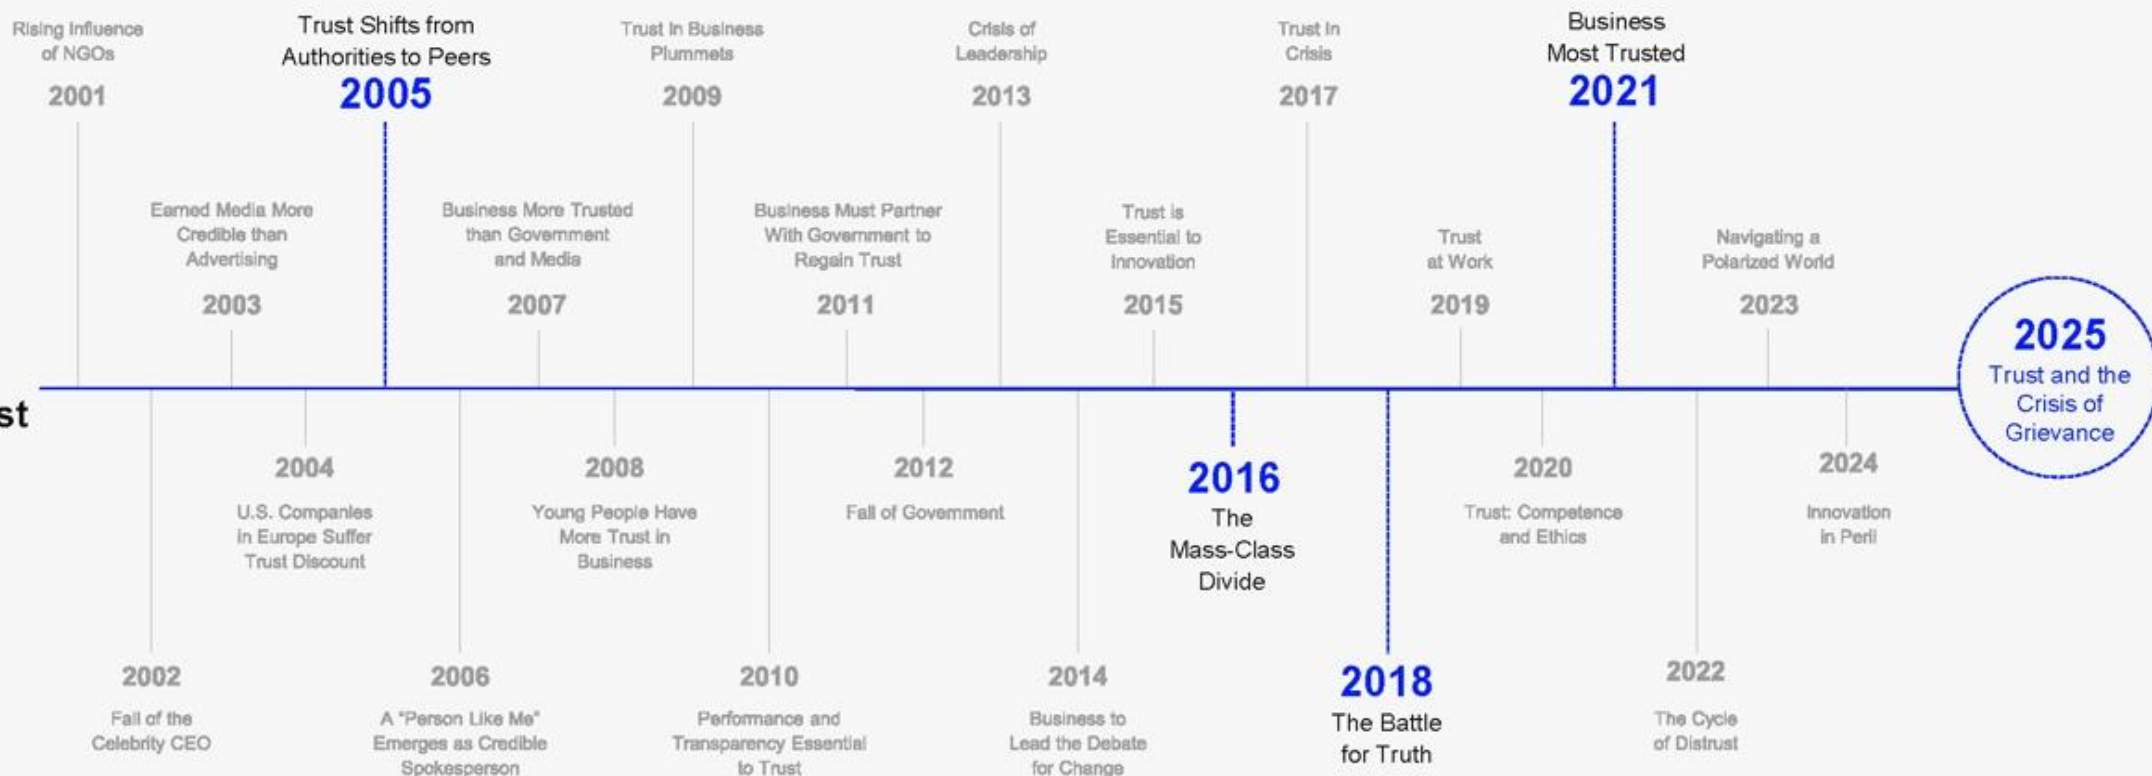 Rising Influence
of NGOs
2001
Trust Shifts from
Authorities to Peers
2005
Trust in Business
Plummets
2009
Crisis of
Leadership
2013
Trust in
Crisis
2017
Business
Most Trusted
2021
Earned Media More
Credible than
Advertising
2003
Business More Trusted
than Government
and Media
2007
Business Must Partner
With Government to
Regain Trust
2011
Trust is
Essential to
Innovation
2015
Trust
at Work
2019
Navigating a
Polarized World
2023
2025
Trust and the
Crisis of
Grievance
st
2004
U.S. Companies
in Europe Suffer
Trust Discount
2008
Young People Have
More Trust in
Business
2012
Fall of Government
2016
The
Mass-Class
Divide
2020
Trust: Competence
and Ethics
2024
Innovation
in Peril
2002
Fall of the
Celebrity CEO
2006
A "Person Like Me"
Emerges as Credible
Spokesperson
2010
Performance and
Transparency Essential
to Trust
2014
Business to
Lead the Debate
for Change
2018
The Battle
for Truth
2022
The Cycle
of Distrust